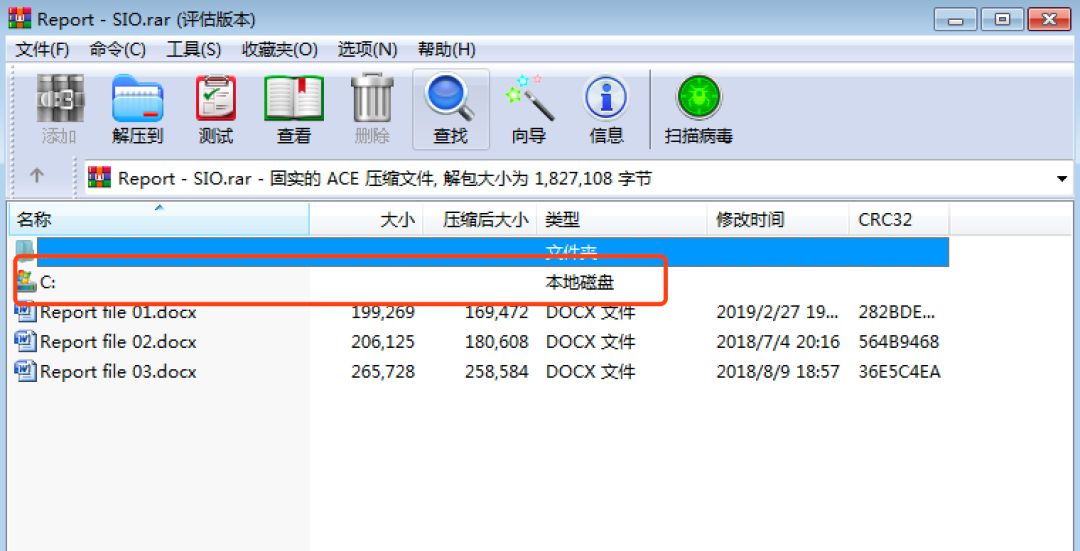 Report - SIO.rar (评估版本)
文件(F) 命令(C) 工具(S) 收藏夹(O) 选项(N) 帮助(H)
添加 解压到 测试 查看 删除 查找 向导 信息 扫描病毒
Report - SIO.rar - 固实的 ACE 压缩文件, 解包大小为 1,827,108 字节
名称 大小 压缩后大小 类型 修改时间 CRC32
文件夹
C: 本地磁盘
Report file 01.docx 199,269 169,472 DOCX 文件 2019/2/27 19... 282BDE...
Report file 02.docx 206,125 180,608 DOCX 文件 2018/7/4 20:16 564B9468
Report file 03.docx 265,728 258,584 DOCX 文件 2018/8/9 18:57 36E5C4EA